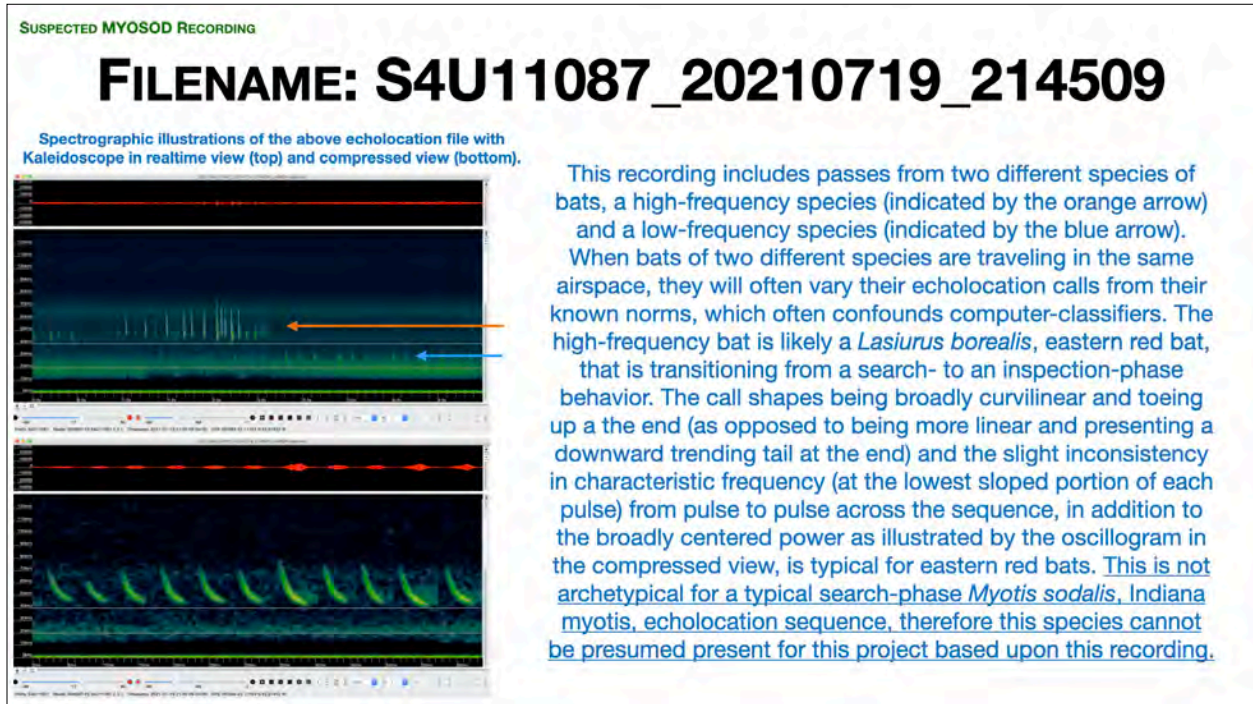 SUSPECTED MYOSOD RECORDING
FILENAME: S4U11087_20210719_214509
Spectrographic illustrations of the above echolocation file with
Kaleidoscope in realtime view (top) and compressed view (bottom).
This recording includes passes from two different species of
bats, a high-frequency species (indicated by the orange arrow)
and a low-frequency species (indicated by the blue arrow).
When bats of two different species are traveling in the same
airspace, they will often vary their echolocation calls from their
known norms, which often confounds computer-classifiers. The
high-frequency bat is likely a Lasiurus borealis, eastern red bat,
that is transitioning from a search- to an inspection-phase
behavior. The call shapes being broadly curvilinear and toeing
up a the end (as opposed to being more linear and presenting a
downward trending tail at the end) and the slight inconsistency
in characteristic frequency (at the lowest sloped portion of each
pulse) from pulse to pulse across the sequence, in addition to
the broadly centered power as illustrated by the oscillogram in
the compressed view, is typical for eastern red bats. This is not
archetypical for a typical search-phase Myotis sodalis, Indiana
myotis, echolocation sequence, therefore this species cannot
be presumed present for this project based upon this recording.